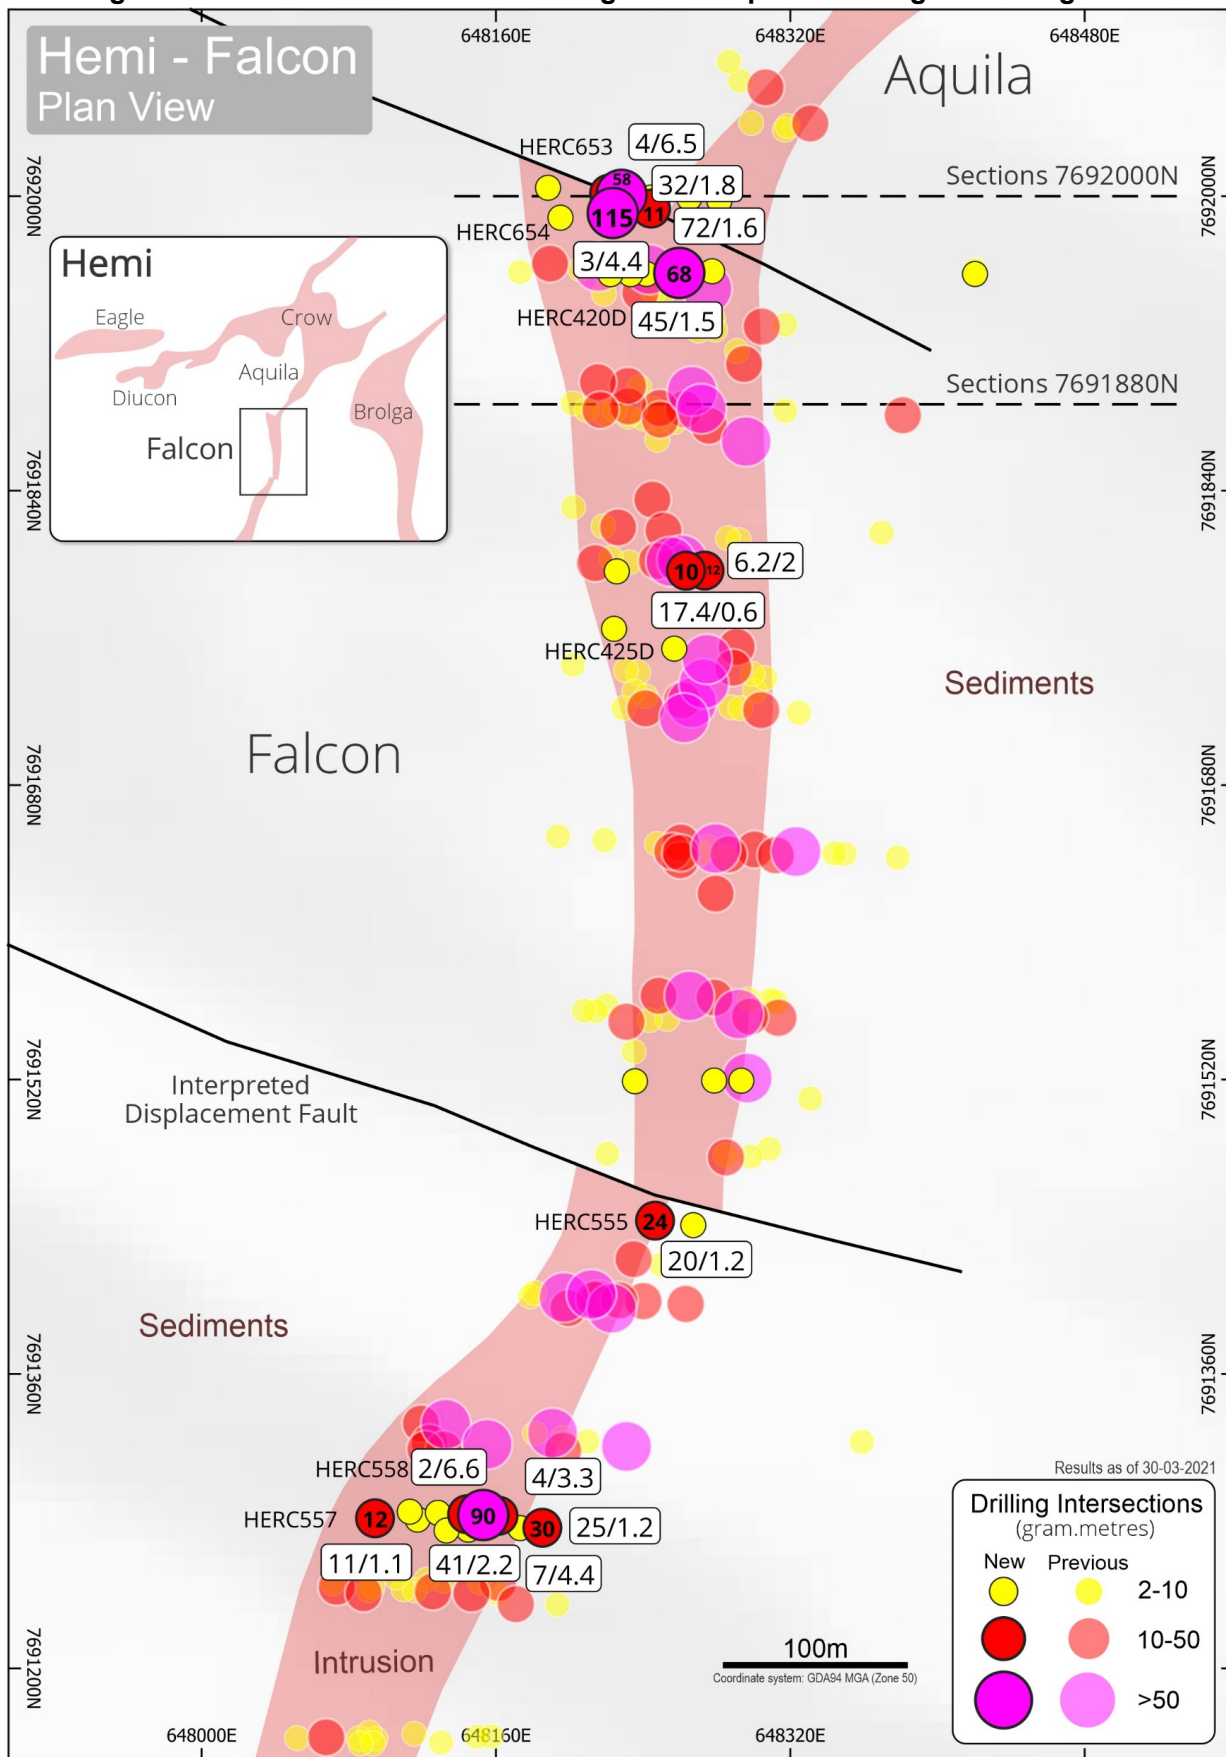 648160E
648320E
648480E
Hemi - Falcon
Plan View
Aquila
HERC653
4/6.5
58
32/1.8
Sections 7692000N
7692000N
7692000N
115
11
72/1.6
HERC654
3/4.4
68
HERC420D
45/1.5
Hemi
Eagle
Crow
Aquila
Diucon
Brolga
Falcon
Sections 7691880N
7691840N
7691840N
6.2/2
10
12
17.4/0.6
HERC425D
Sediments
Falcon
7691680N
7691680N
Interpreted
Displacement Fault
7691520N
7691520N
HERC555
24
20/1.2
Sediments
7691360N
7691360N
HERC558
2/6.6
4/3.3
HERC557
12
90
30
25/1.2
11/1.1
41/2.2
7/4.4
Results as of 30-03-2021
Drilling Intersections
(gram.metres)
New Previous
2-10
10-50
>50
Intrusion
100m
Coordinate system: GDA94 MGA (Zone 50)
7691200N
7691200N
648000E
648160E
648320E